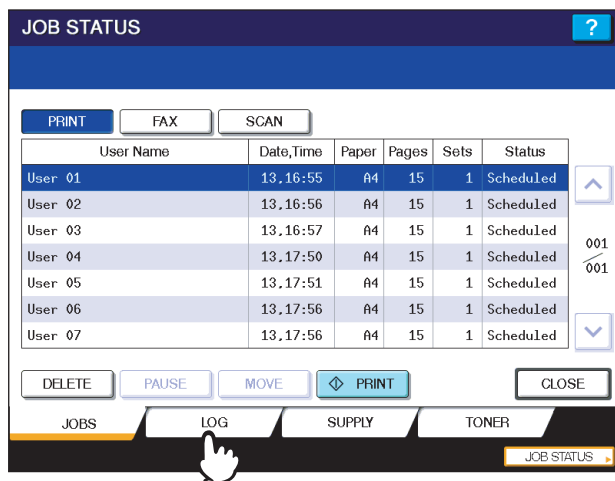 JOB STATUS ?
PRINT FAX SCAN
User Name Date,Time Paper Pages Sets Status
User 01 13,16:55 A4 15 1 Scheduled
User 02 13,16:56 A4 15 1 Scheduled
User 03 13,16:57 A4 15 1 Scheduled
User 04 13,17:50 A4 15 1 Scheduled
User 05 13,17:51 A4 15 1 Scheduled
User 06 13,17:56 A4 15 1 Scheduled
User 07 13,17:56 A4 15 1 Scheduled
001
001
DELETE PAUSE MOVE PRINT CLOSE
JOBS LOG SUPPLY TONER
JOB STATUS